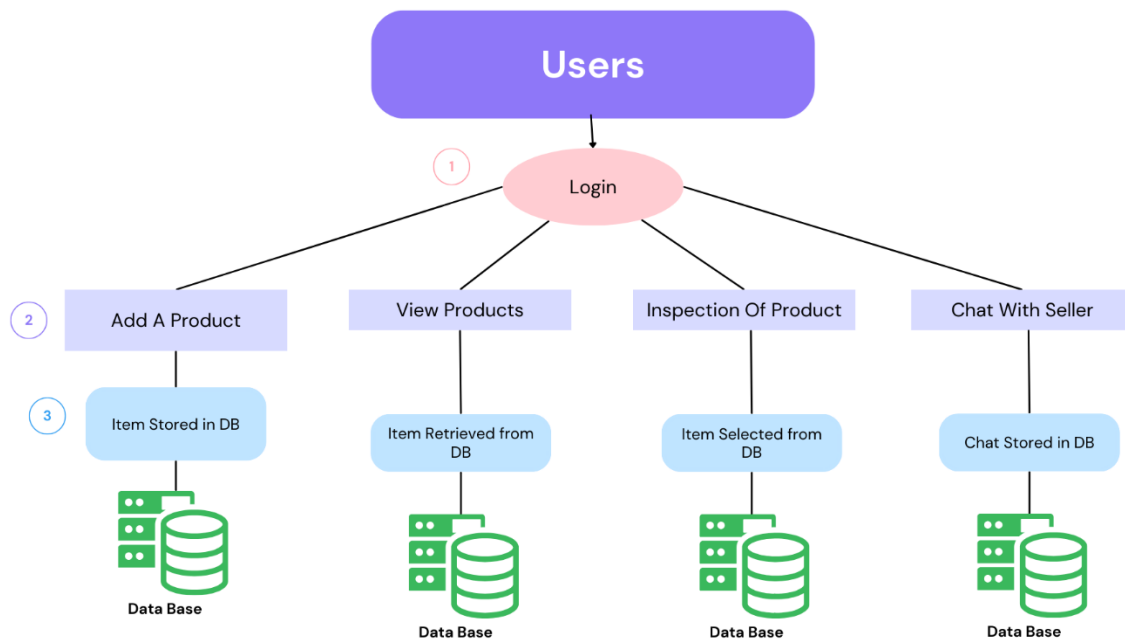 Users
1
Login
2
Add A Product
View Products
Inspection Of Product
Chat With Seller
3
Item Stored in DB
Item Retrieved from
DB
Item Selected from
DB
Chat Stored in DB
Data Base
Data Base
Data Base
Data Base